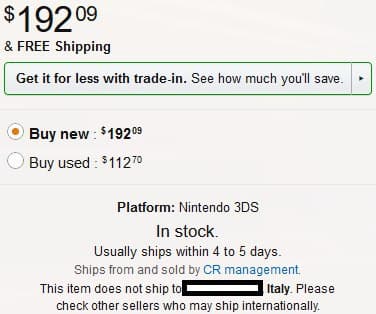 $192 09
& FREE Shipping
Get it for less with trade-in. See how much you'll save.
Buy new : $192 09
Buy used : $112 70
Platform: Nintendo 3DS
In stock.
Usually ships within 4 to 5 days.
Ships from and sold by CR management.
This item does not ship to Italy. Please
check other sellers who may ship internationally.